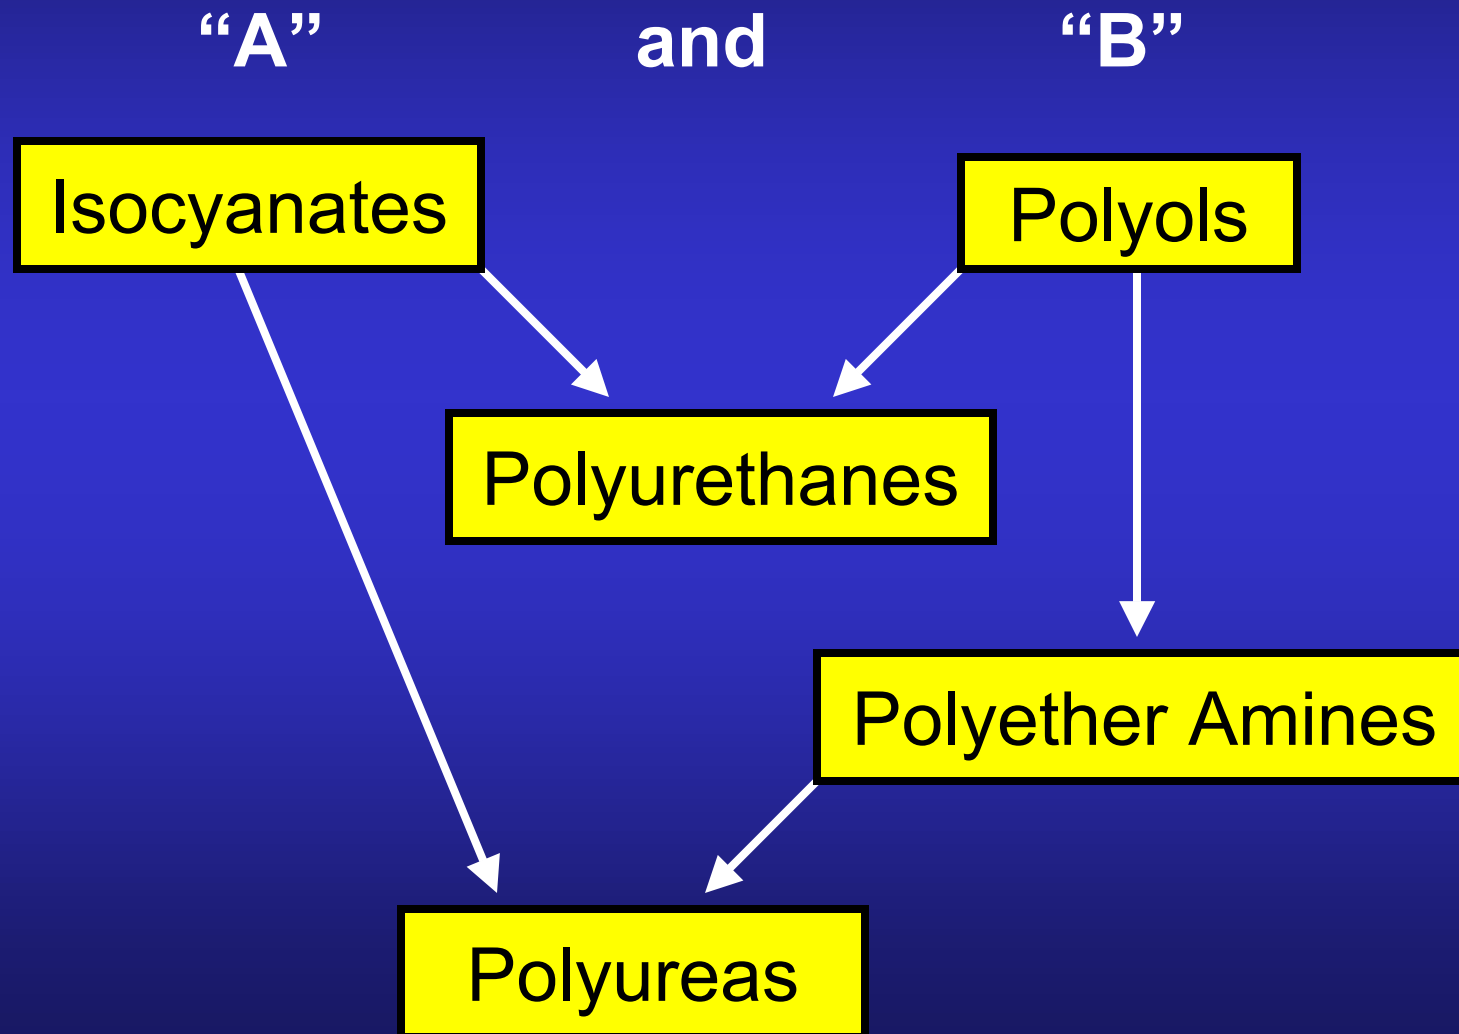 “A” and “B”
Isocyanates
Polyols
Polyurethanes
Polyether Amines
Polyureas